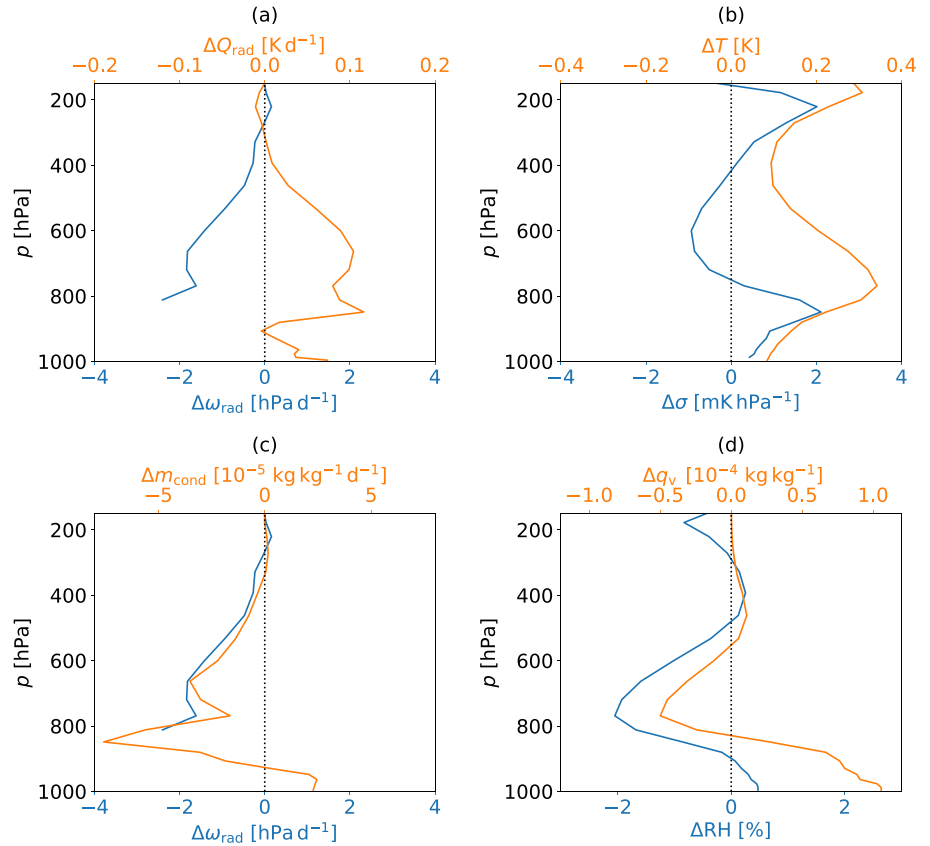 (a)
ΔQrad [K d−1]
−0.2 −0.1 0.0 0.1 0.2
200
400
600
800
1000
p [hPa]
−4 −2 0 2 4
Δωrad [hPa d−1]
(b)
ΔT [K]
−0.4 −0.2 0.0 0.2 0.4
200
400
600
800
1000
p [hPa]
−4 −2 0 2 4
Δσ [mK hPa−1]
(c)
Δmcond [10−5 kg kg−1 d−1]
−5 0 5
200
400
600
800
1000
p [hPa]
−4 −2 0 2 4
Δωrad [hPa d−1]
(d)
Δqv [10−4 kg kg−1]
−1.0 −0.5 0.0 0.5 1.0
200
400
600
800
1000
p [hPa]
−2 0 2
ΔRH [%]